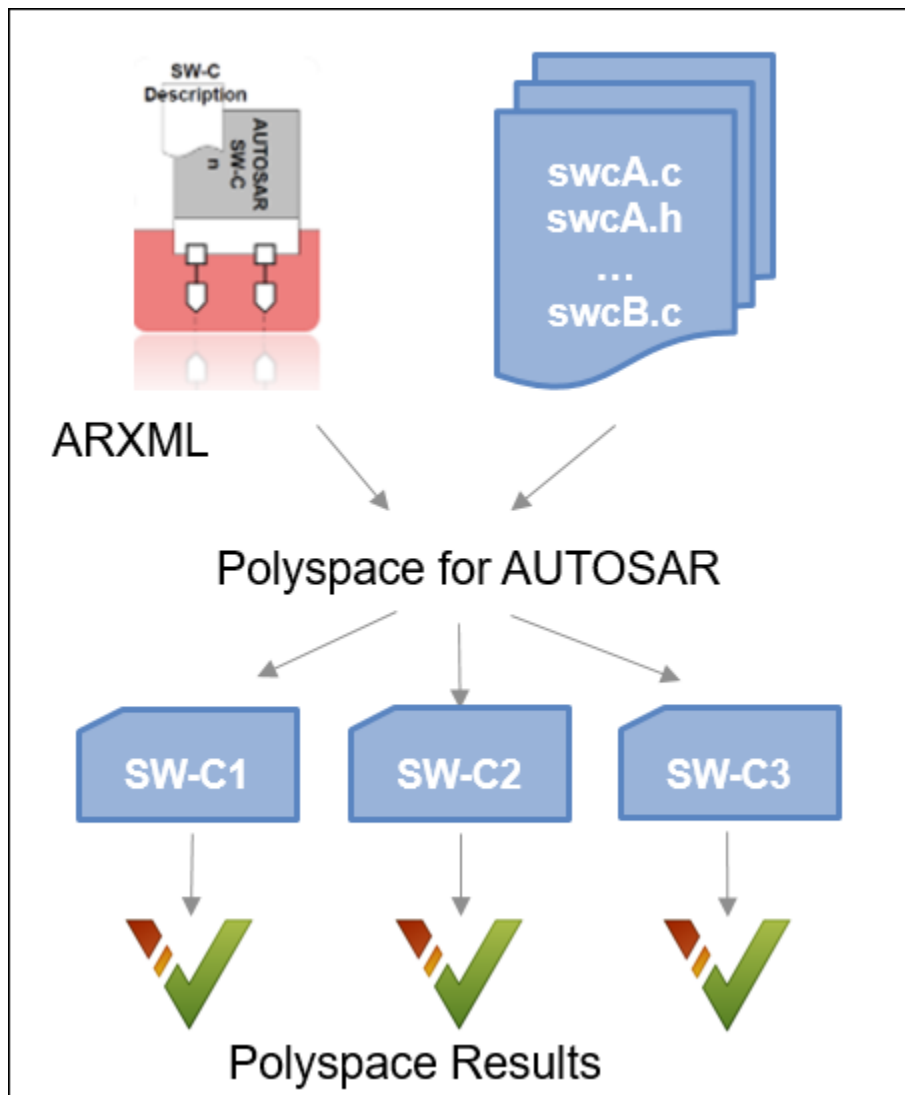 SW-C
Description
AUTOSAR
SW-C
n
swcA.c
swcA.h
...
swcB.c
ARXML
Polyspace for AUTOSAR
SW-C1
SW-C2
SW-C3
Polyspace Results